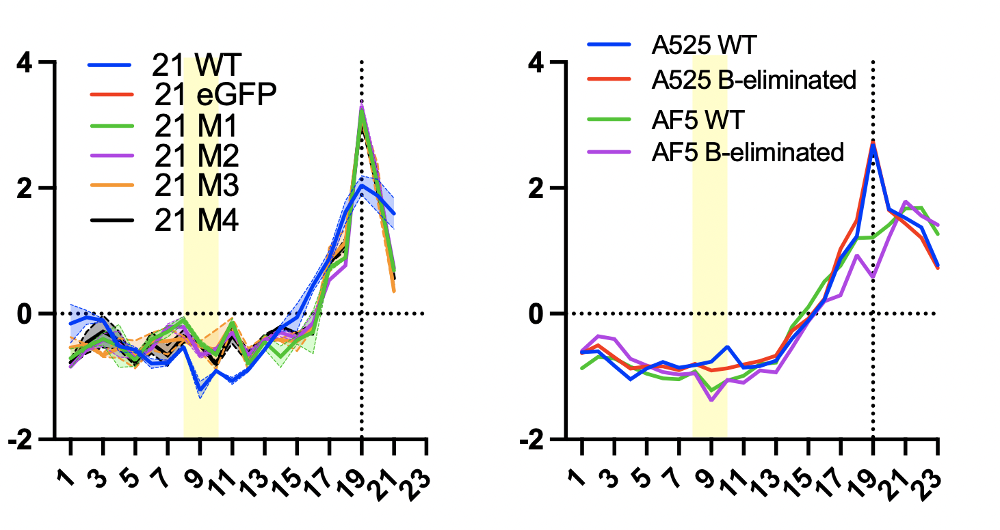 4
2
0
-2
21 WT
21 eGFP
21 M1
21 M2
21 M3
21 M4
1 3 5 7 9 11 13 15 17 19 21 23
4
2
0
-2
A525 WT
A525 B-eliminated
AF5 WT
AF5 B-eliminated
1 3 5 7 9 11 13 15 17 19 21 23